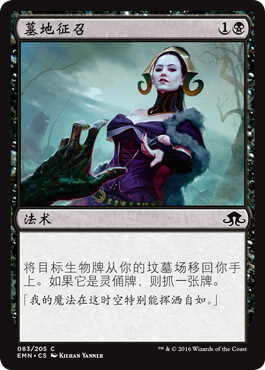 墓地征召 1
法术
将目标生物牌从你的坟墓场移回你手
上。如果它是灵俑牌，则抓一张牌。
「我的魔法在这时空特别能挥洒自如。」
083/205 C
EMN • CS KIERAN YANNER
™ & © 2016 Wizards of the Coast